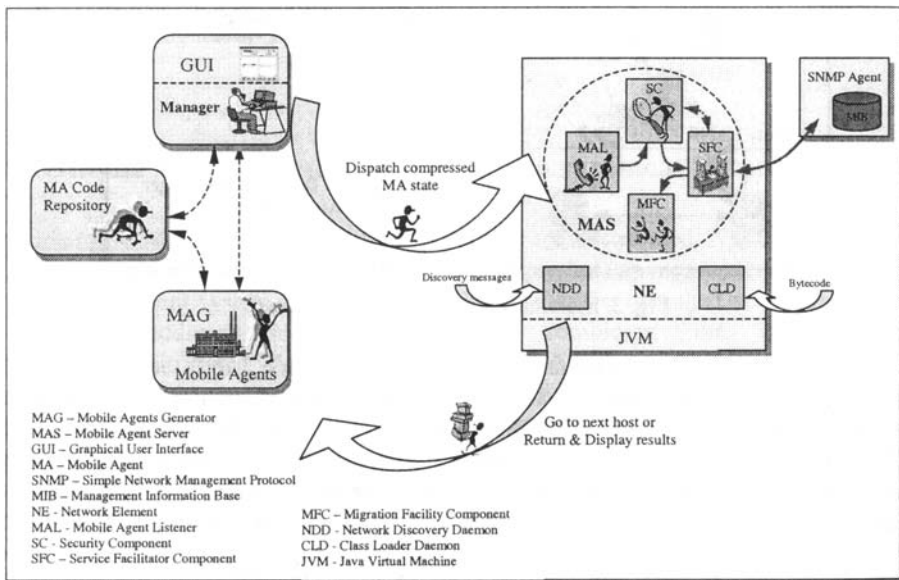 GUI
Manager
MA Code
Repository
MAG
Mobile Agents
Dispatch compressed
MA state
SC
MAL
SFC
MFC
MAS
SNMP Agent
MIB
Discovery messages
NDD
NE
CLD
Bytecode
JVM
Go to next host or
Return & Display results
MAG – Mobile Agents Generator
MAS – Mobile Agent Server
GUI – Graphical User Interface
MA – Mobile Agent
SNMP – Simple Network Management Protocol
MIB – Management Information Base
NE - Network Element
MAL - Mobile Agent Listener
SC - Security Component
SFC – Service Facilitator Component
MFC – Migration Facility Component
NDD - Network Discovery Daemon
CLD - Class Loader Daemon
JVM - Java Virtual Machine